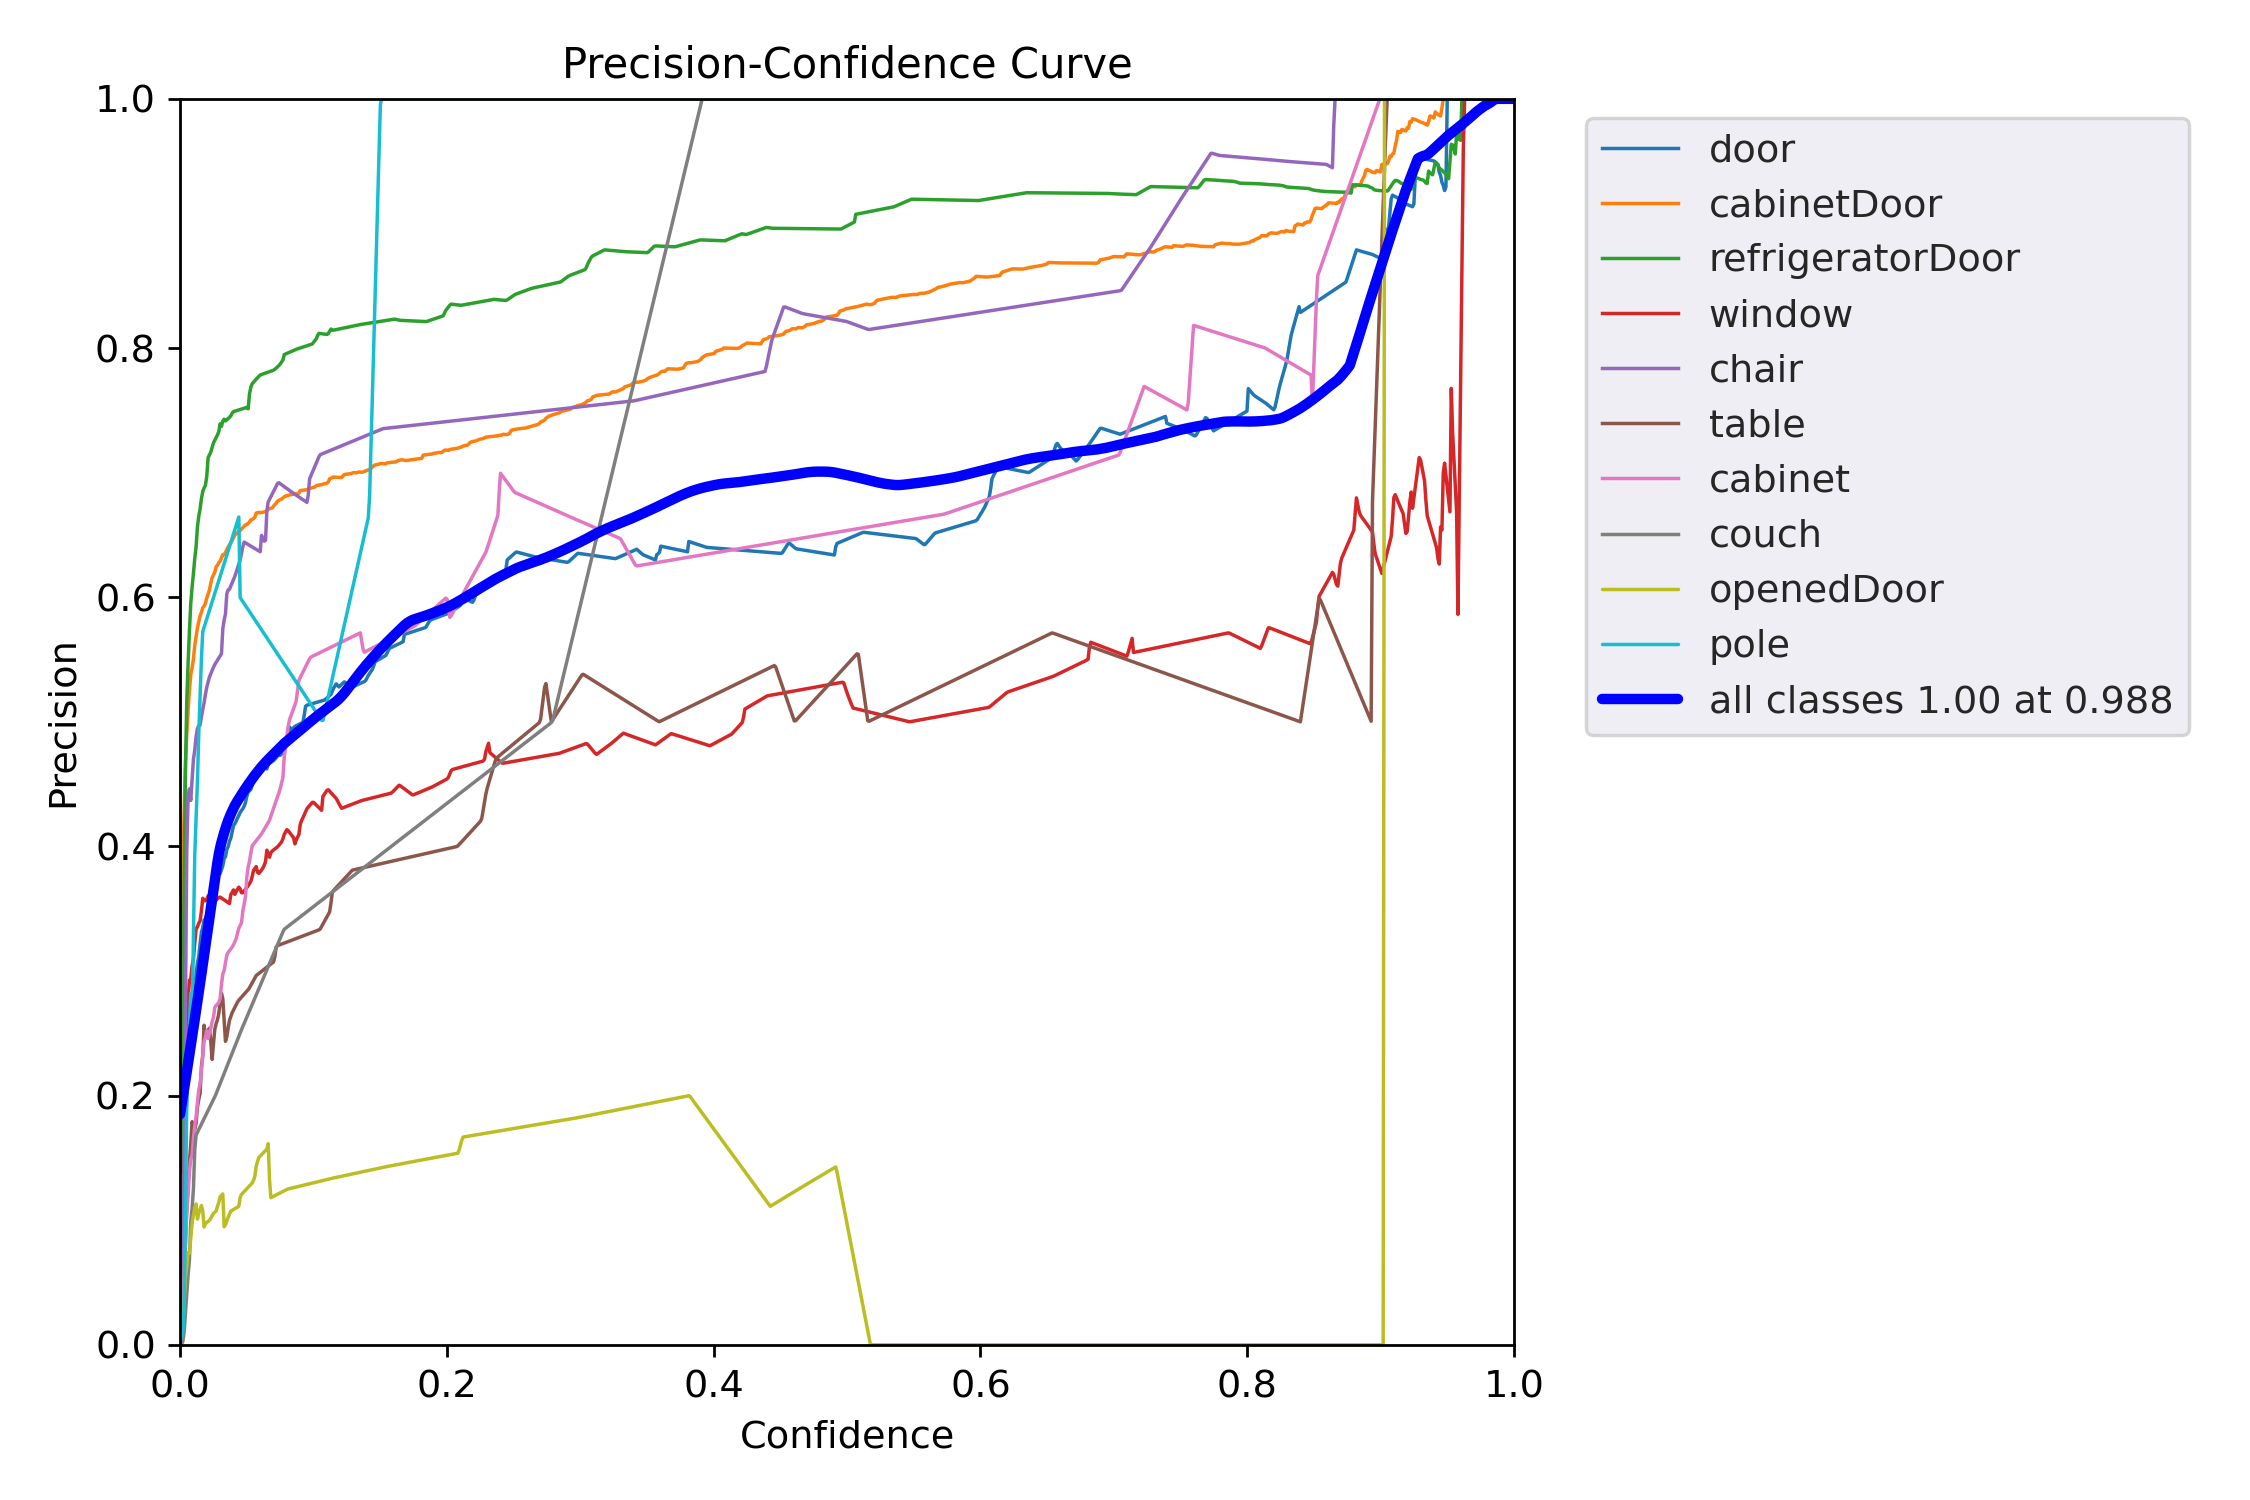 Precision-Confidence Curve
1.0
0.8
0.6
0.4
0.2
0.0
Precision
0.0 0.2 0.4 0.6 0.8 1.0
Confidence
door
cabinetDoor
refrigeratorDoor
window
chair
table
cabinet
couch
openedDoor
pole
all classes 1.00 at 0.988